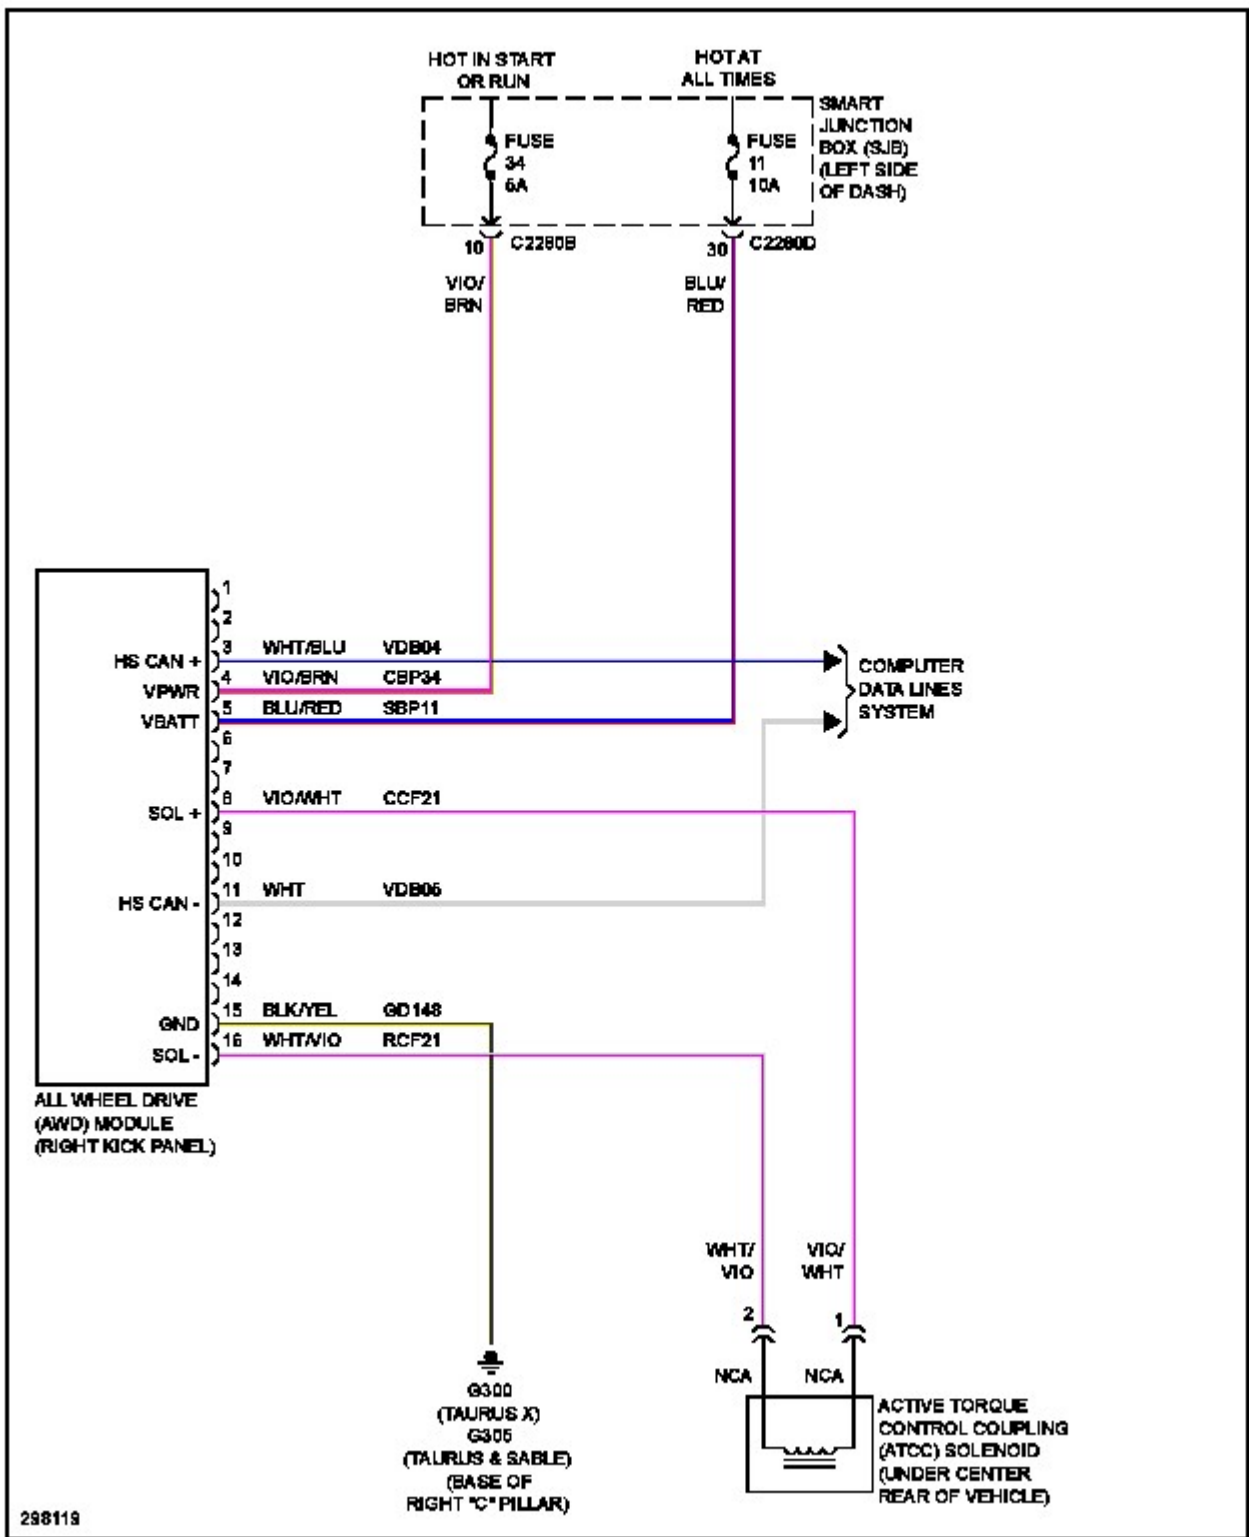 HOT IN START
OR RUN
HOT AT
ALL TIMES
SMART
JUNCTION
BOX (SJB)
(LEFT SIDE
OF DASH)
FUSE
34
5A
FUSE
11
10A
10
C2280B
30
C2280D
VIO/
BRN
BLU/
RED
1
2
3
HS CAN +
WHT/BLU
VDB04
4
VPWR
VIO/BRN
CBP34
5
VBATT
BLU/RED
SBP11
COMPUTER
DATA LINES
SYSTEM
6
7
8
SOL +
VIO/WHT
CCF21
9
10
11
HS CAN -
WHT
VDB05
12
13
14
15
GND
BLK/YEL
GD148
16
SOL -
WHT/VIO
RCF21
ALL WHEEL DRIVE
(AWD) MODULE
(RIGHT KICK PANEL)
WHT/
VIO
VIO/
WHT
2
1
NCA
NCA
G300
(TAURUS X)
G305
(TAURUS & SABLE)
(BASE OF
RIGHT "C" PILLAR)
ACTIVE TORQUE
CONTROL COUPLING
(ATCC) SOLENOID
(UNDER CENTER
REAR OF VEHICLE)
298119